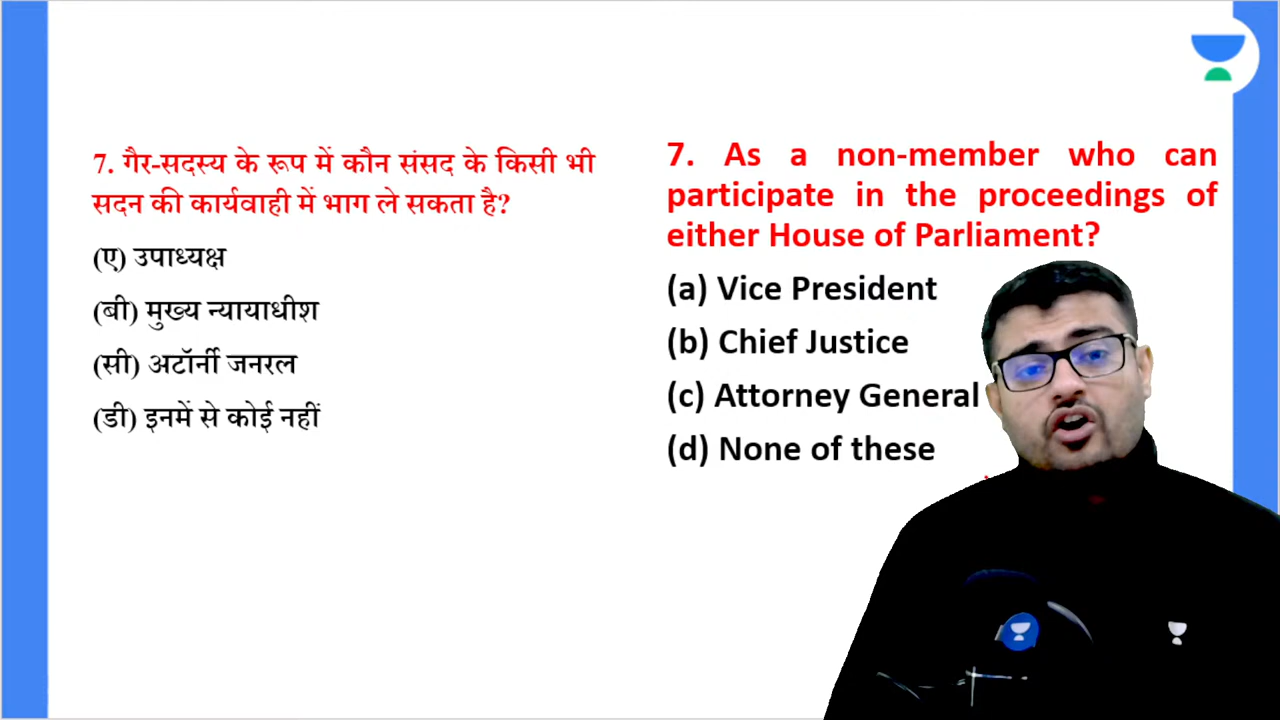 7. गैर-सदस्य के रूप में कौन संसद के किसी भी
सदन की कार्यवाही में भाग ले सकता है?
(ए) उपाध्यक्ष
(बी) मुख्य न्यायाधीश
(सी) अटॉर्नी जनरल
(डी) इनमें से कोई नहीं
7. As a non-member who can
participate in the proceedings of
either House of Parliament?
(a) Vice President
(b) Chief Justice
(c) Attorney General
(d) None of these